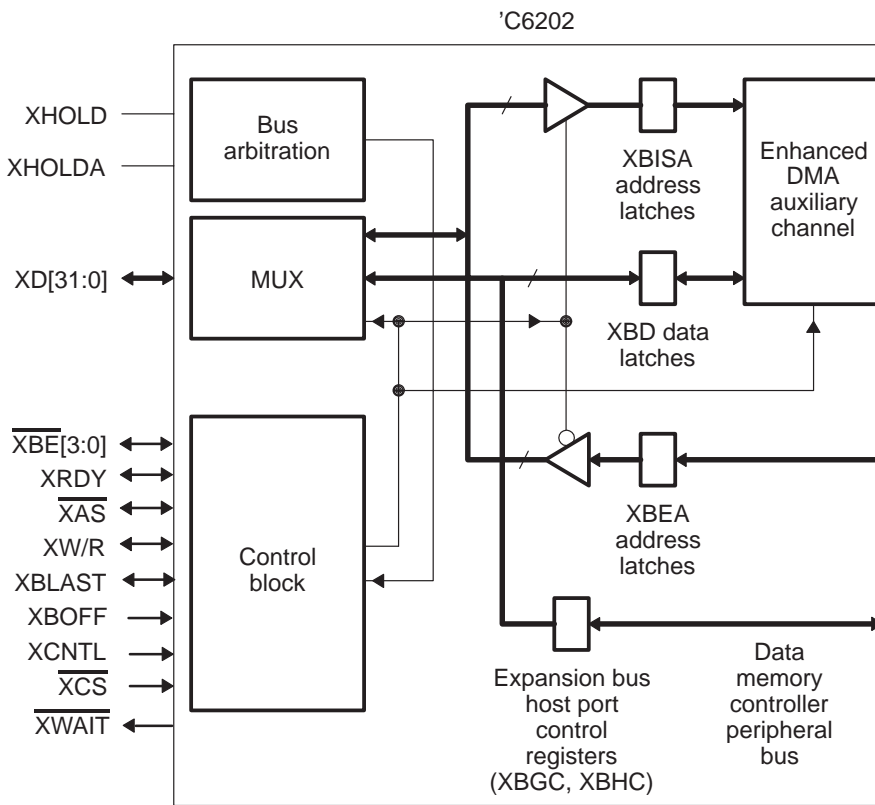 'C6202
XHOLD
XHOLDA
Bus
arbitration
XBISA
address
latches
Enhanced
DMA
auxiliary
channel
XD[31:0]
MUX
XBD data
latches
XBE[3:0]
XRDY
XAS
XW/R
XBLAST
XBOFF
XCNTL
XCS
XWAIT
Control
block
XBEA
address
latches
Expansion bus
host port
control
registers
(XBGC, XBHC)
Data
memory
controller
peripheral
bus